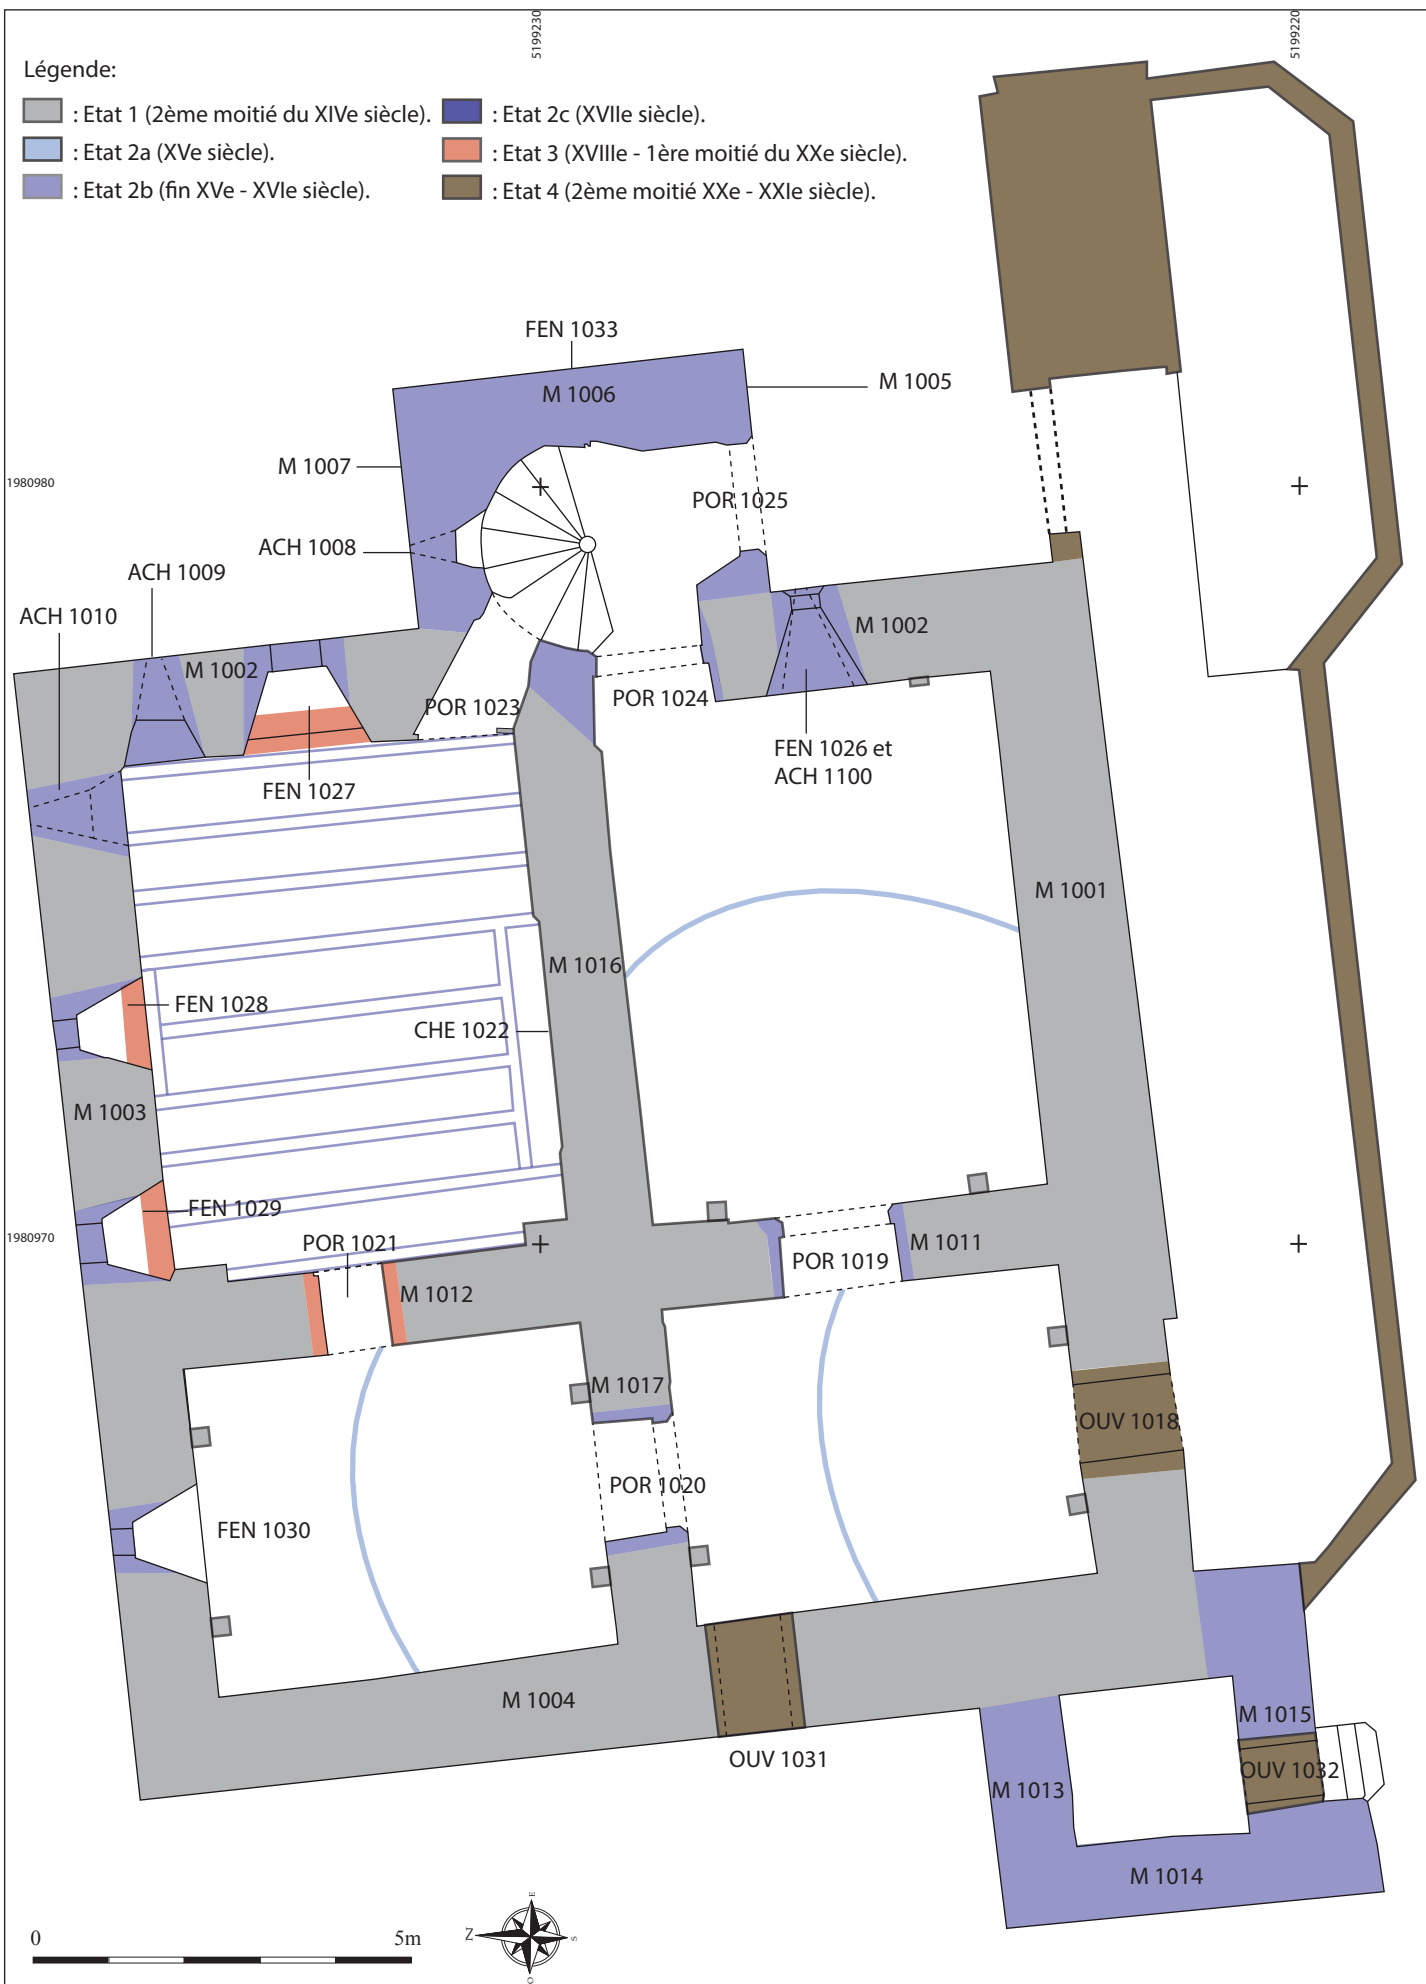 5199230
5199220
Légende:
: Etat 1 (2ème moitié du XIVe siècle).
: Etat 2c (XVIIe siècle).
: Etat 2a (XVe siècle).
: Etat 3 (XVIIIe - 1ère moitié du XXe siècle).
: Etat 2b (fin XVe - XVIe siècle).
: Etat 4 (2ème moitié XXe - XXIe siècle).
FEN 1033
M 1006
M 1005
M 1007
1980980
POR 1025
ACH 1008
ACH 1009
ACH 1010
M 1002
M 1002
POR 1024
POR 1023
FEN 1026 et
ACH 1100
FEN 1027
M 1001
M 1016
FEN 1028
CHE 1022
M 1003
FEN 1029
1980970
POR 1021
M 1011
POR 1019
M 1012
M 1017
OUV 1018
POR 1020
FEN 1030
M 1004
M 1015
OUV 1031
OUV 1032
M 1013
M 1014
0
5m
E
Z
S
O